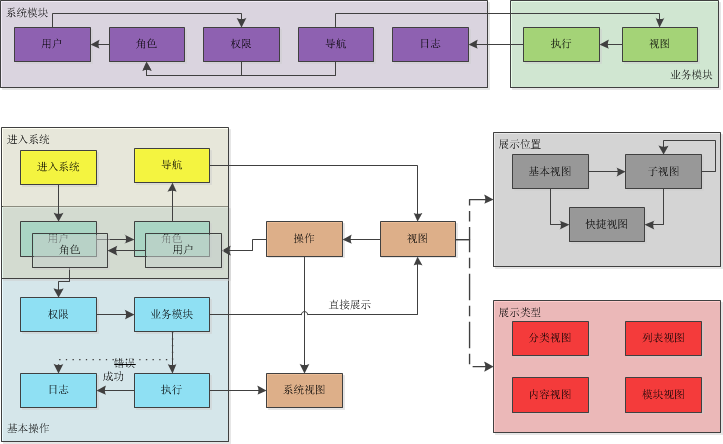 系统模块
用户
角色
权限
导航
日志
执行
视图
业务模块
进入系统
进入系统
导航
用户
角色
角色
用户
操作
视图
权限
业务模块
直接展示
错误
成功
日志
执行
系统视图
基本操作
展示位置
基本视图
子视图
快捷视图
展示类型
分类视图
列表视图
内容视图
模块视图